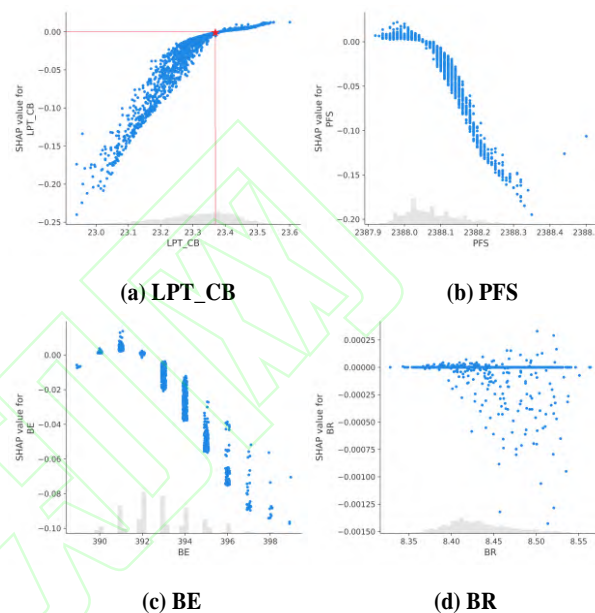 0.00
−0.05
−0.10
−0.15
−0.20
−0.25
SHAP value for
LPT_CB
23.0 23.1 23.2 23.3 23.4 23.5 23.6
LPT_CB
(a) LPT_CB
0.00
−0.05
−0.10
−0.15
−0.20
SHAP value for
PFS
2387.9 2388.0 2388.1 2388.2 2388.3 2388.4 2388.
PFS
(b) PFS
0.00
−0.02
−0.04
−0.06
−0.08
−0.10
SHAP value for
BE
390 392 394 396 398
BE
(c) BE
0.00025
0.00000
−0.00025
−0.00050
−0.00075
−0.00100
−0.00125
−0.00150
SHAP value for
BR
8.35 8.40 8.45 8.50 8.55
BR
(d) BR